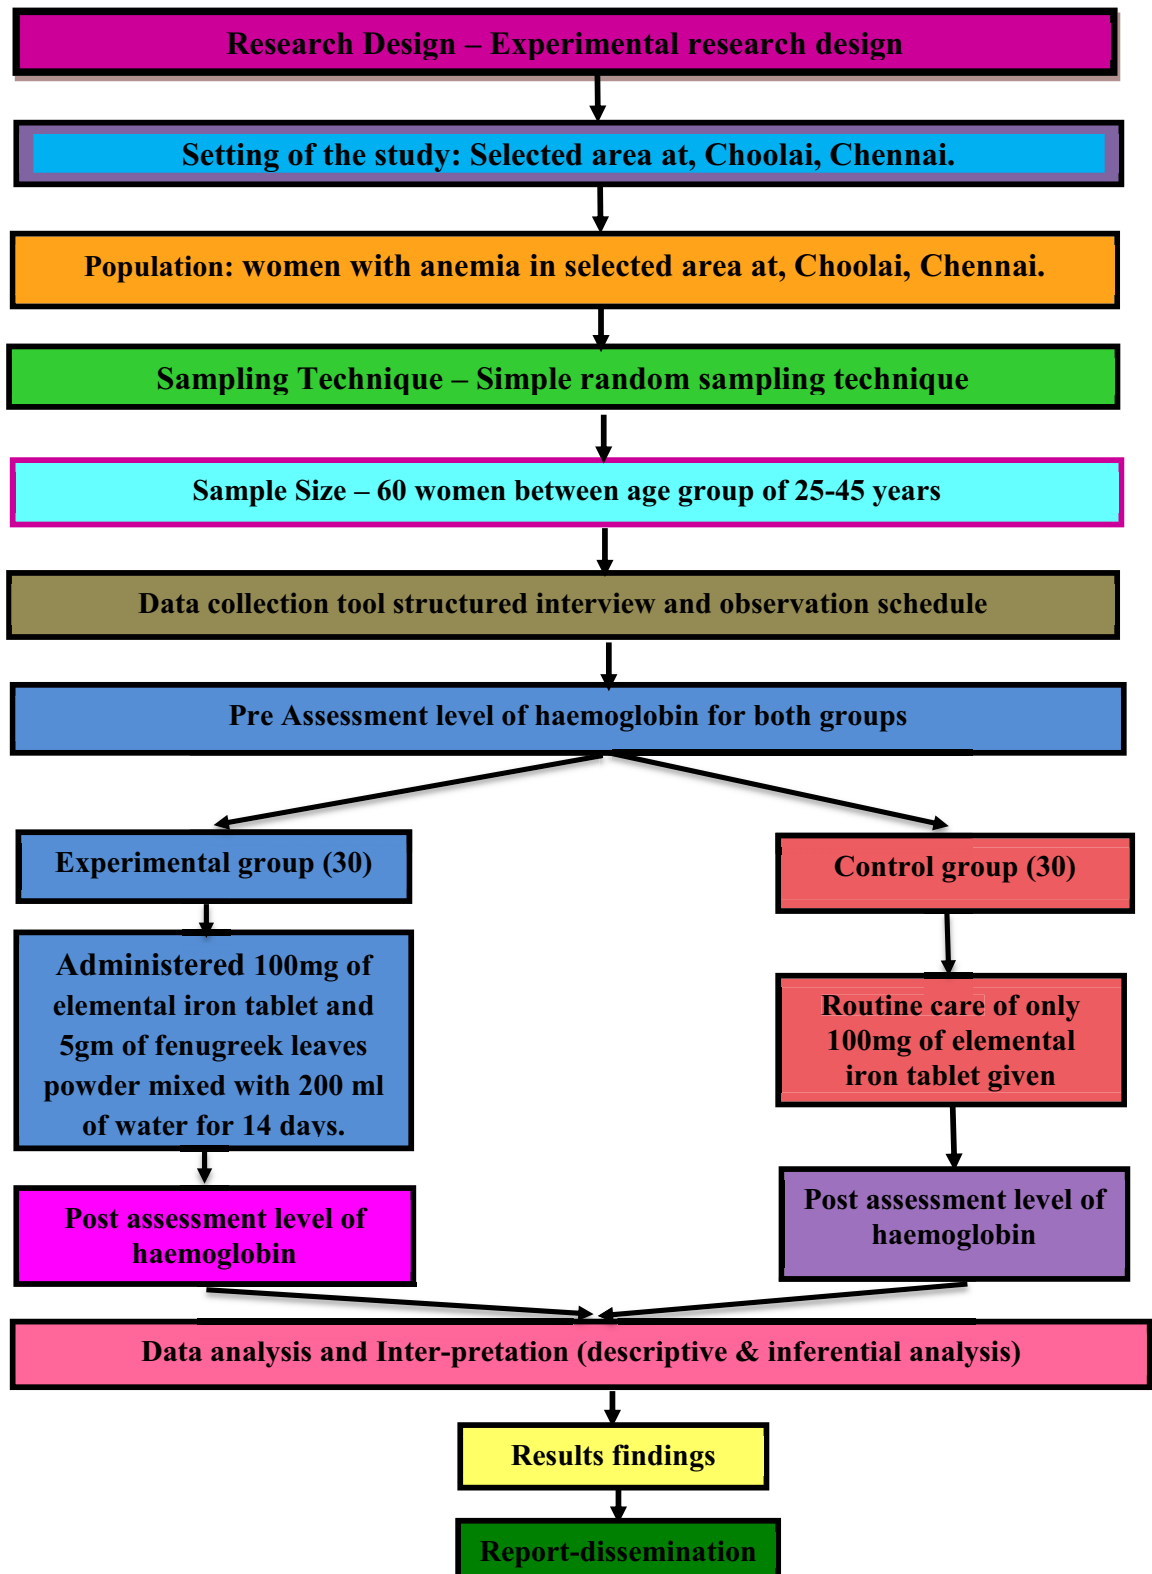 Research Design – Experimental research design
Setting of the study: Selected area at, Choolai, Chennai.
Population: women with anemia in selected area at, Choolai, Chennai.
Sampling Technique – Simple random sampling technique
Sample Size – 60 women between age group of 25-45 years
Data collection tool structured interview and observation schedule
Pre Assessment level of haemoglobin for both groups
Experimental group (30)
Control group (30)
Administered 100mg of
elemental iron tablet and
5gm of fenugreek leaves
powder mixed with 200 ml
of water for 14 days.
Routine care of only
100mg of elemental
iron tablet given
Post assessment level of
haemoglobin
Post assessment level of
haemoglobin
Data analysis and Inter-pretation (descriptive & inferential analysis)
Results findings
Report-dissemination